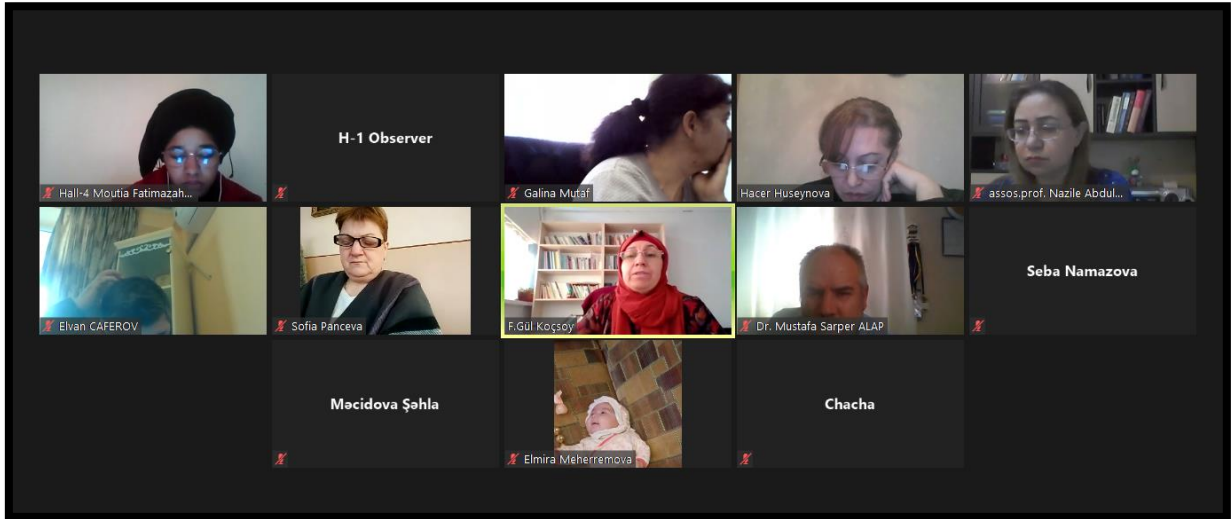 Hall-4 Moutia Fatimazah...
H-1 Observer
Galina Mutaf
Hacer Huseynova
assos.prof. Nazile Abdul...
Elvan CAFEROV
Sofia Panceva
F.Gül Koçsoy
Dr. Mustafa Sarper ALAP
Seba Namazova
Məcidova Şəhla
Elmira Meherremova
Chacha